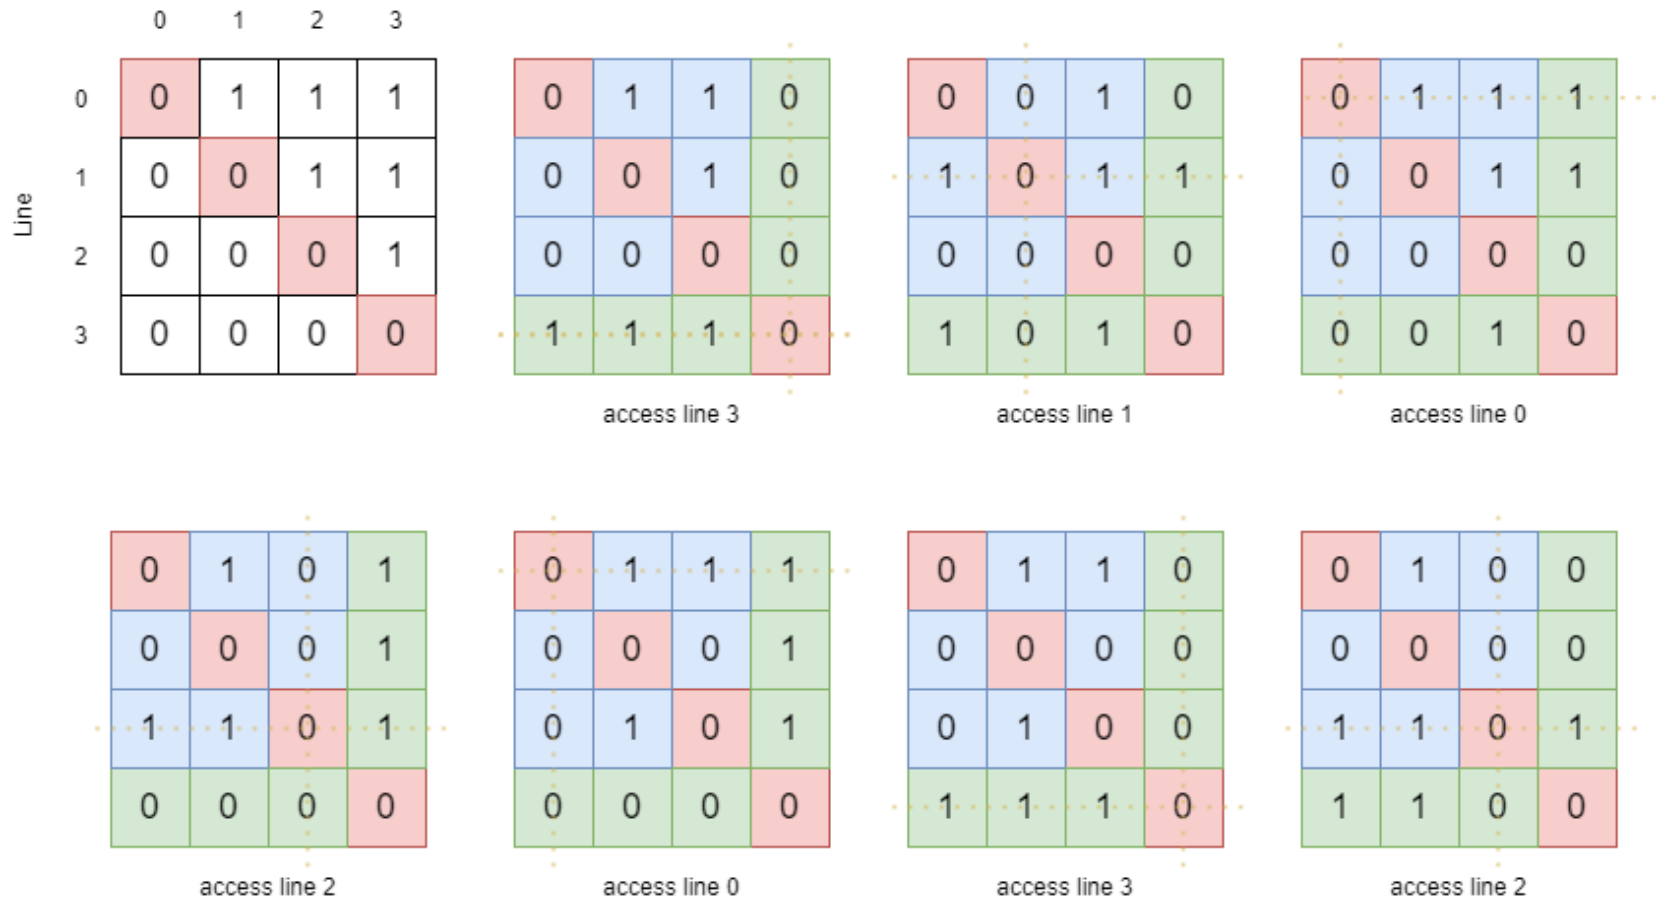 0 1 2 3
Line
0 0 1 1 1
1 0 0 1 1
2 0 0 0 1
3 0 0 0 0
0 1 1 0
0 0 1 0
0 0 0 0
1 1 1 0
access line 3
0 0 1 0
1 0 1 1
0 0 0 0
1 0 1 0
access line 1
0 1 1 1
0 0 1 1
0 0 0 0
0 0 1 0
access line 0
0 1 0 1
0 0 0 1
1 1 0 1
0 0 0 0
access line 2
0 1 1 1
0 0 0 1
0 1 0 1
0 0 0 0
access line 0
0 1 1 0
0 0 0 0
0 1 0 0
1 1 1 0
access line 3
0 1 0 0
0 0 0 0
1 1 0 1
1 1 0 0
access line 2